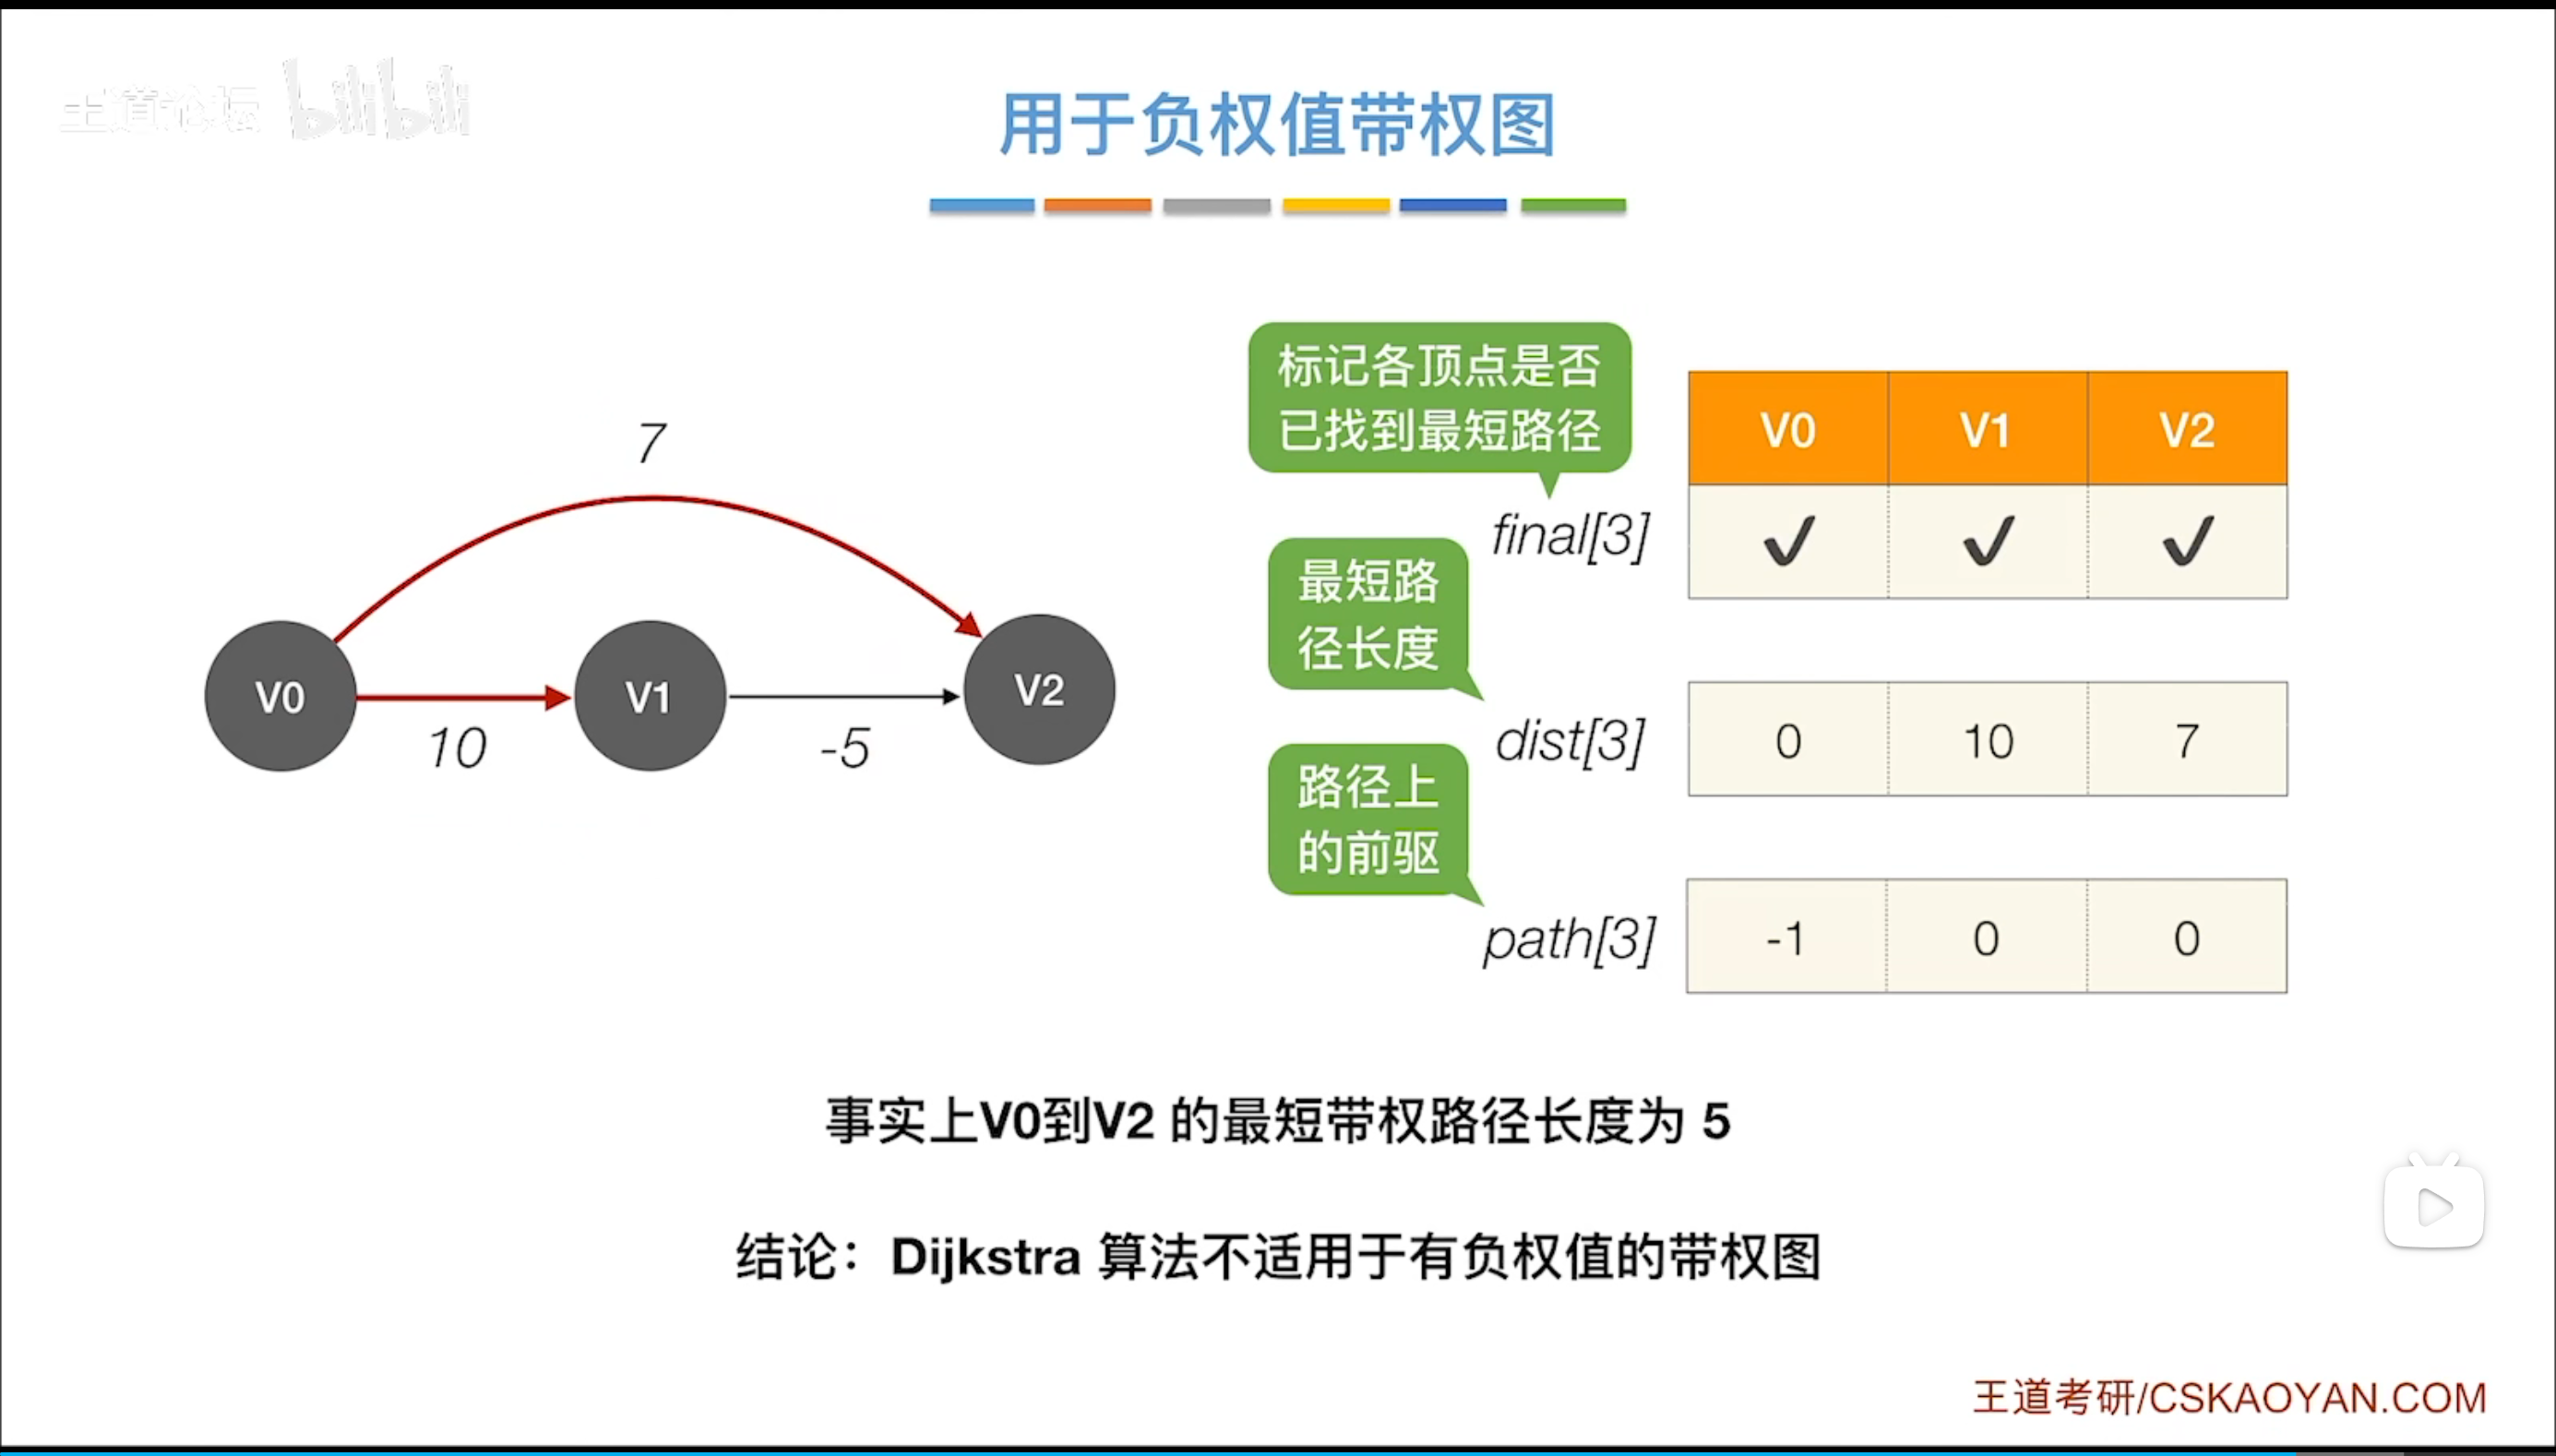 王道论坛 bilibili
用于负权值带权图
7
V0
V1
V2
10
-5
标记各顶点是否
已找到最短路径
final[3]
V0 V1 V2
✓ ✓ ✓
最短路
径长度
dist[3]
0 10 7
路径上
的前驱
path[3]
-1 0 0
事实上V0到V2 的最短带权路径长度为 5
结论：Dijkstra 算法不适用于有负权值的带权图
王道考研/CSKAOYAN.COM